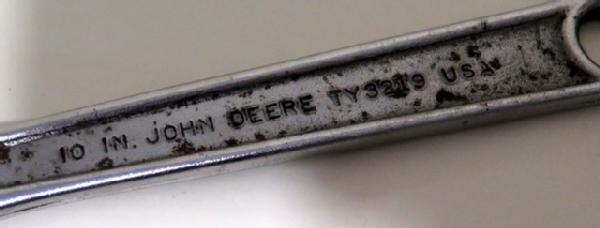 10 IN. JOHN DEERE TY3219 USA